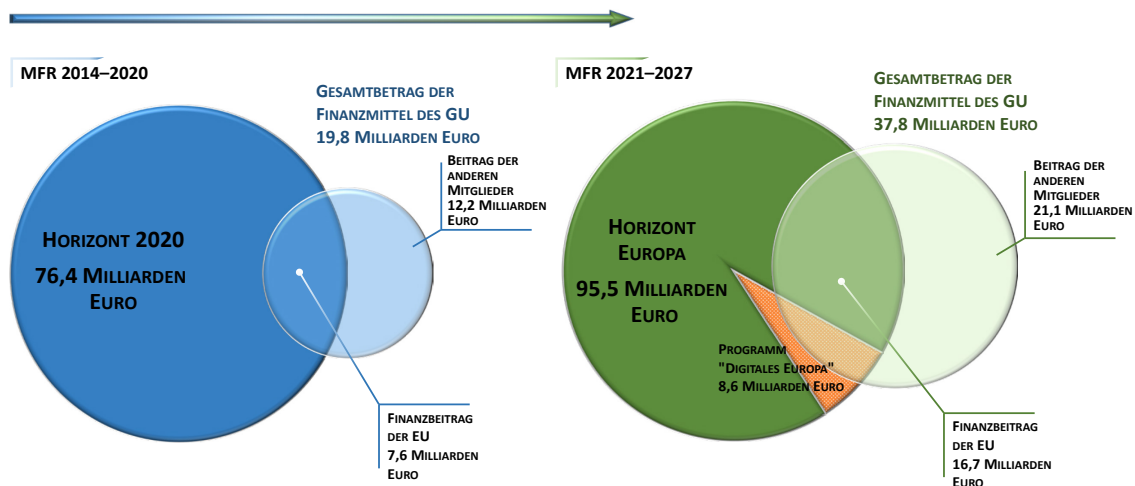 MFR 2014–2020
GESAMTBETRAG DER
FINANZMITTEL DES GU
19,8 MILLIARDEN EURO
BEITRAG DER
ANDEREN
MITGLIEDER
12,2 MILLIARDEN
EURO
HORIZONT 2020
76,4 MILLIARDEN
EURO
FINANZBEITRAG
DER EU
7,6 MILLIARDEN
EURO
MFR 2021–2027
GESAMTBETRAG DER
FINANZMITTEL DES GU
37,8 MILLIARDEN EURO
BEITRAG DER
ANDEREN
MITGLIEDER
21,1 MILLIARDEN
EURO
HORIZONT
EUROPA
95,5 MILLIARDEN
EURO
PROGRAMM
"DIGITALES EUROPA"
8,6 MILLIARDEN EURO
FINANZBEITRAG
DER EU
16,7 MILLIARDEN
EURO